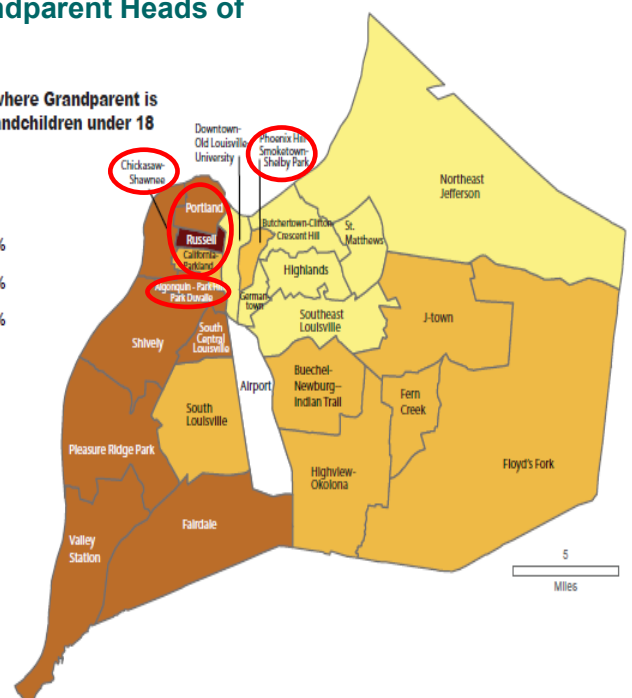 ndparent Heads of
where Grandparent is
andchildren under 18
%
%
%
Downtown-
Old Louisville-
University
Phoenix Hill-
Smoketown-
Shelby Park
Chickasaw-
Shawnee
Northeast
Jefferson
Portland
Butchertown-Clifton
Crescent Hill
St.
Matthews
Russell
California-
Parkland
Highlands
Algonquin - Park Hill
Park Duvalle
German-
town
Southeast
Louisville
J-town
South
Central
Louisville
Shively
Buechel-
Newburg-
Indian Trail
Airport
Fern
Creek
South
Louisville
Pleasure Ridge Park
Floyd's Fork
Highview-
Okolona
Fairdale
Valley
Station
5
Miles